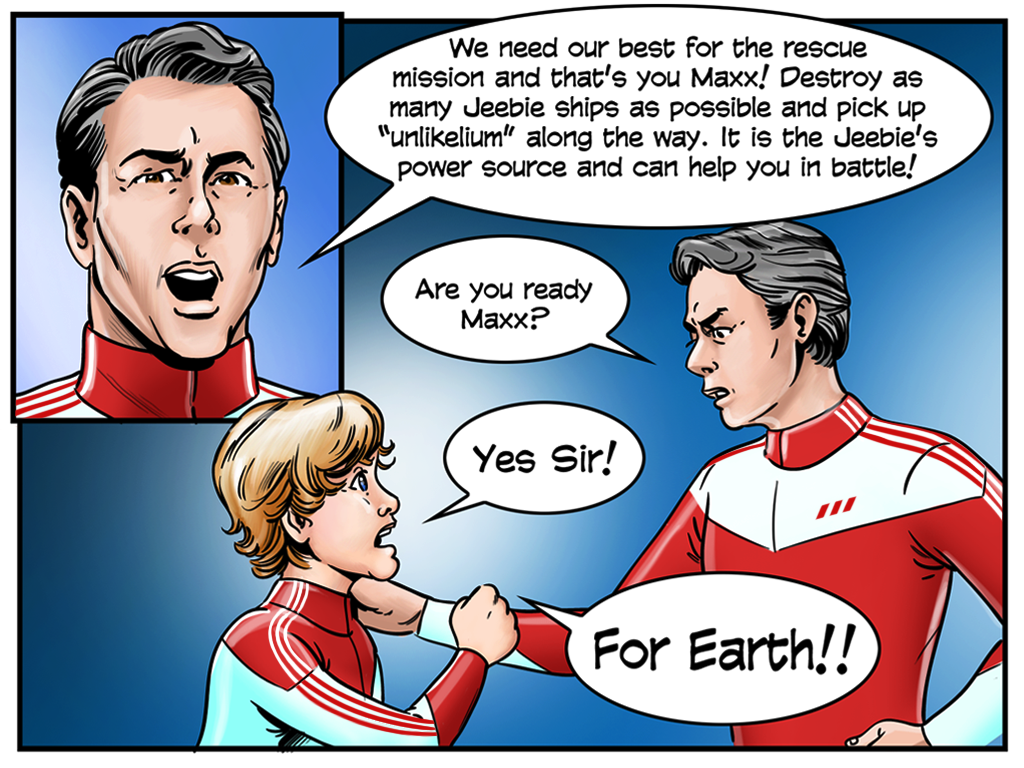 We need our best for the rescue
mission and that's you Maxx! Destroy as
many Jeebie ships as possible and pick up
"unlikelium" along the way. It is the Jeebie's
power source and can help you in battle!
Are you ready
Maxx?
Yes Sir!
For Earth!!